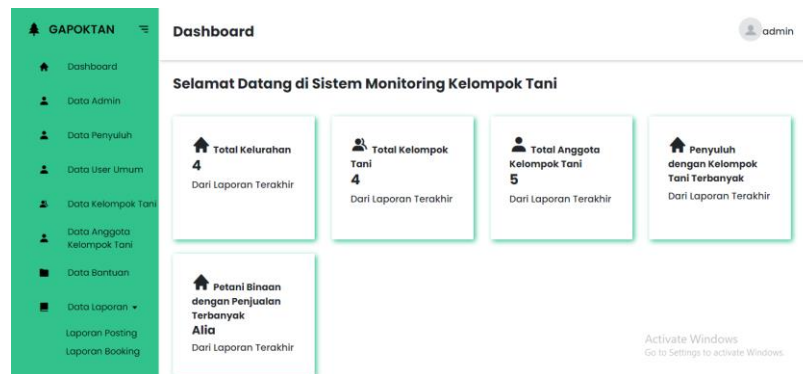 GAPOKTAN
Dashboard
Data Admin
Data Penyuluh
Data User Umum
Data Kelompok Tani
Data Anggota
Kelompok Tani
Data Bantuan
Data Laporan
Laporan Posting
Laporan Booking
Dashboard
admin
Selamat Datang di Sistem Monitoring Kelompok Tani
Total Kelurahan
4
Dari Laporan Terakhir
Total Kelompok
Tani
4
Dari Laporan Terakhir
Total Anggota
Kelompok Tani
5
Dari Laporan Terakhir
Penyuluh
dengan Kelompok
Tani Terbanyak
Dari Laporan Terakhir
Petani Binaan
dengan Penjualan
Terbanyak
Alia
Dari Laporan Terakhir
Activate Windows
Go to Settings to activate Windows.